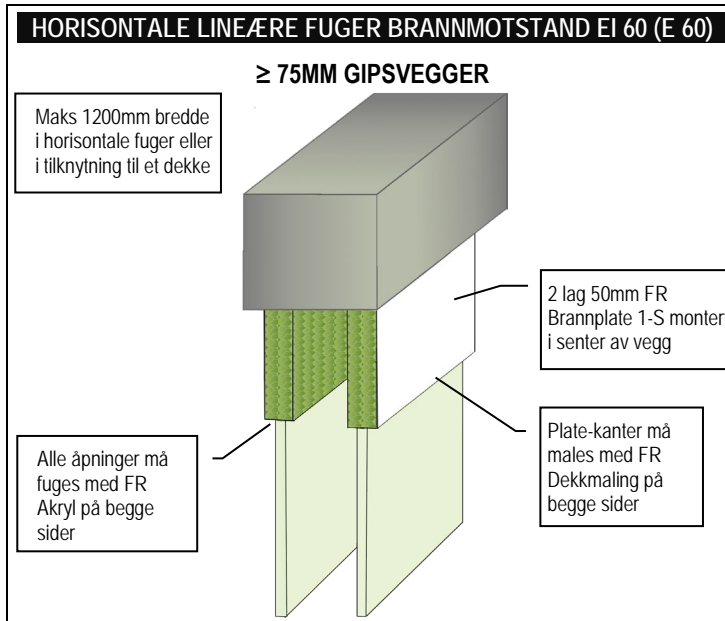 HORISONTALE LINEÆRE FUGER BRANNMOTSTAND EI 60 (E 60)
≥ 75MM GIPSVEGGER
Maks 1200mm bredde
i horisontale fuger eller
i tilknytning til et dekke
2 lag 50mm FR
Brannplate 1-S monter
i senter av vegg
Alle åpninger må
fuges med FR
Akryl på begge
sider
Plate-kanter må
males med FR
Dekkmaling på
begge sider